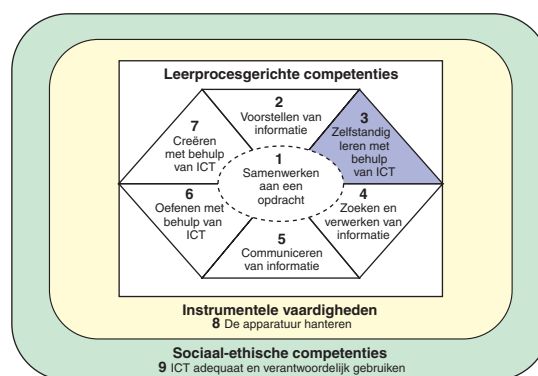 Leerprocesgerichte competenties
2
Voorstellen van
informatie
7
Creëren
met behulp
van ICT
3
Zelfstandig
leren met
behulp
van ICT
1
Samenwerken
aan een
opdracht
6
Oefenen met
behulp van
ICT
4
Zoeken en
verwerken van
informatie
5
Communiceren
van informatie
Instrumentele vaardigheden
8 De apparatuur hanteren
Sociaal-ethische competenties
9 ICT adequaat en verantwoordelijk gebruiken